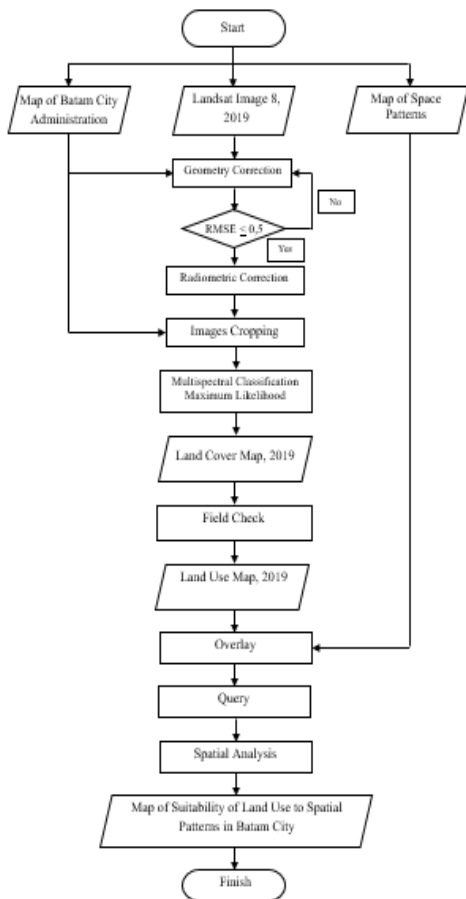 Start
Map of Batam City
Administration
Landsat Image 8,
2019
Map of Space
Patterns
Geometry Correction
No
RMSE ≤ 0,5
Yes
Radiometric Correction
Images Cropping
Multispectral Classification
Maximum Likelihood
Land Cover Map, 2019
Field Check
Land Use Map, 2019
Overlay
Query
Spatial Analysis
Map of Suitability of Land Use to Spatial
Patterns in Batam City
Finish